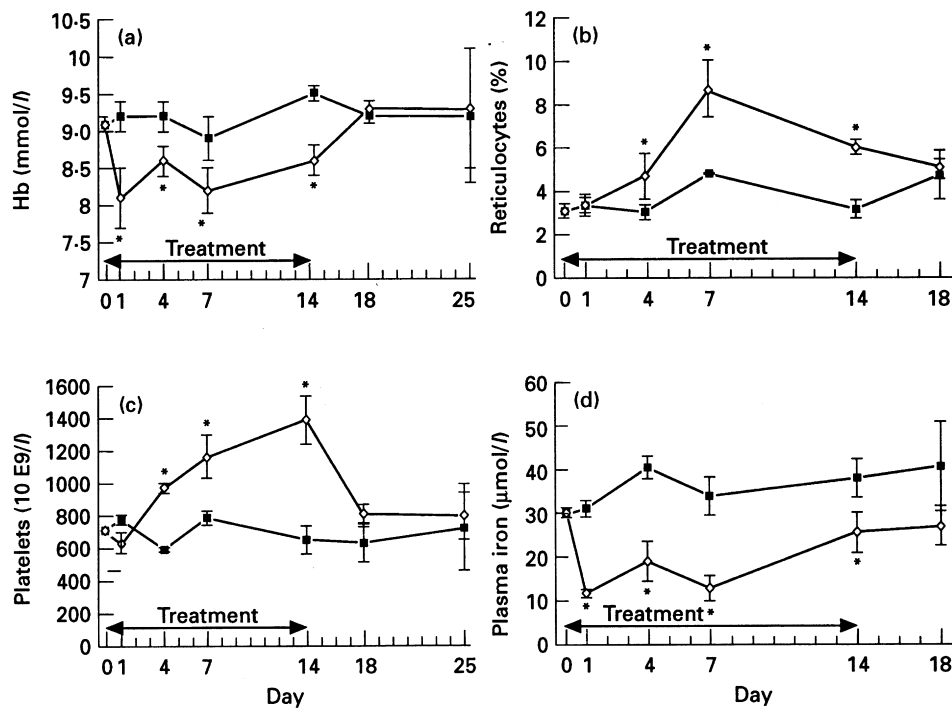 (a)
Hb (mmol/l)
10·5
10
9·5
9·0
8·5
8
7·5
7
Treatment
0 1 4 7 14 18 25
(b)
Reticulocytes (%)
12
10
8
6
4
2
0
Treatment
0 1 4 7 14 18
(c)
Platelets (10 E9/l)
1600
1400
1200
1000
800
600
400
200
0
Treatment
0 1 4 7 14 18 25
Day
(d)
Plasma iron (μmol/l)
60
50
40
30
20
10
0
Treatment
0 1 4 7 14 18
Day